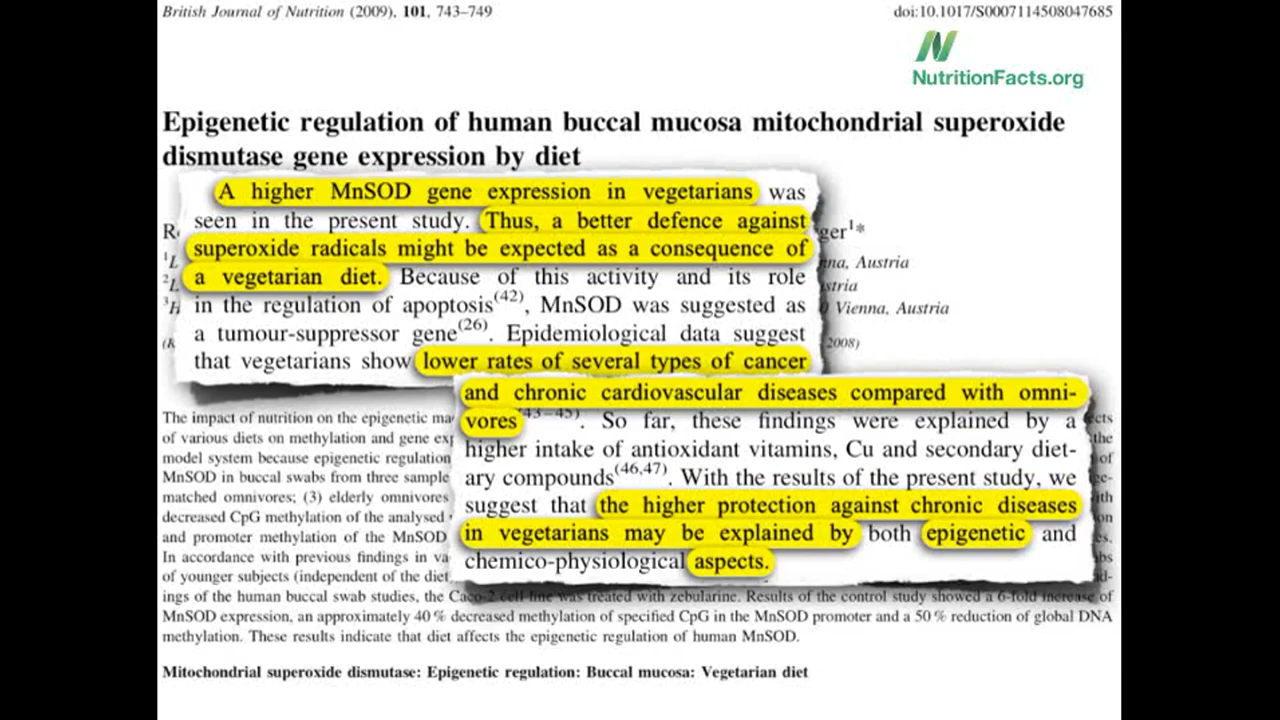 British Journal of Nutrition (2009), 101, 743–749
doi:10.1017/S0007114508047685
NutritionFacts.org
Epigenetic regulation of human buccal mucosa mitochondrial superoxide
dismutase gene expression by diet
A higher MnSOD gene expression in vegetarians was
seen in the present study. Thus, a better defence against
superoxide radicals might be expected as a consequence of
a vegetarian diet. Because of this activity and its role
in the regulation of apoptosis(42), MnSOD was suggested as
a tumour-suppressor gene(26). Epidemiological data suggest
that vegetarians show lower rates of several types of cancer
ger1*
na, Austria
stria
Vienna, Austria
2008)
and chronic cardiovascular diseases compared with omni-
vores(43–45). So far, these findings were explained by a
higher intake of antioxidant vitamins, Cu and secondary diet-
ary compounds(46,47). With the results of the present study, we
suggest that the higher protection against chronic diseases
in vegetarians may be explained by both epigenetic and
chemico-physiological aspects.
The impact of nutrition on the epigenetic ma
of various diets on methylation and gene exp
model system because epigenetic regulation
MnSOD in buccal swabs from three sample
matched omnivores; (3) elderly omnivores
decreased CpG methylation of the analysed
and promoter methylation of the MnSOD
In accordance with previous findings in va
of younger subjects (independent of the diet
ings of the human buccal swab studies, the Caco-2 cell line was treated with zebularine. Results of the control study showed a 6-fold increase of
MnSOD expression, an approximately 40 % decreased methylation of specified CpG in the MnSOD promoter and a 50 % reduction of global DNA
methylation. These results indicate that diet affects the epigenetic regulation of human MnSOD.
Mitochondrial superoxide dismutase: Epigenetic regulation: Buccal mucosa: Vegetarian diet